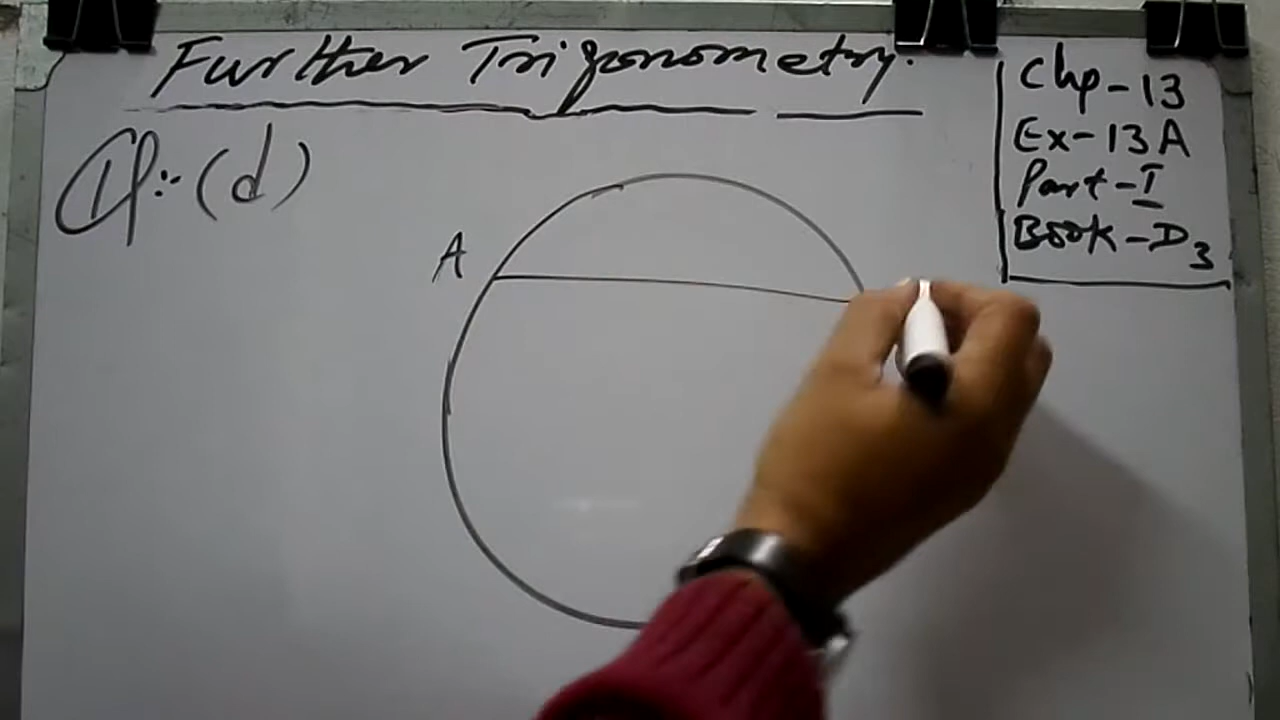 Further Trigonometry.
Chp-13
Ex-13A
Part-I
Book-D3
Q:-(d)
A